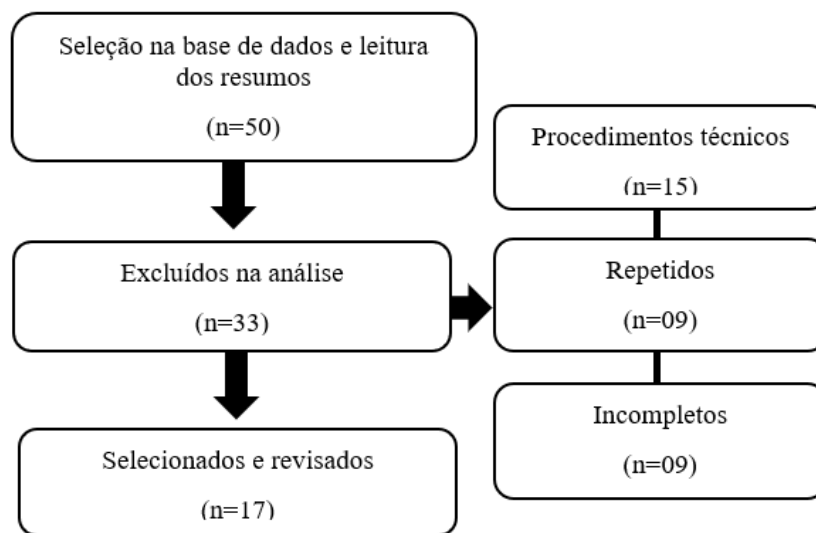 Seleção na base de dados e leitura
dos resumos
(n=50)
Procedimentos técnicos
(n=15)
Excluídos na análise
(n=33)
Repetidos
(n=09)
Incompletos
(n=09)
Selecionados e revisados
(n=17)